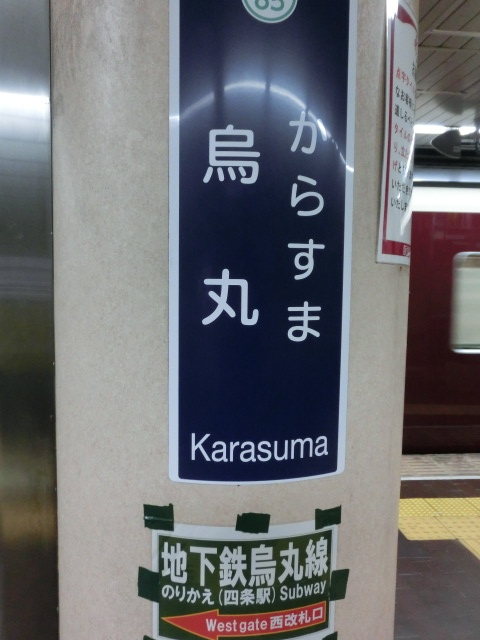 85
からすま
烏丸
Karasuma
地下鉄烏丸線
のりかえ(四条駅) Subway
West gate 西改札口